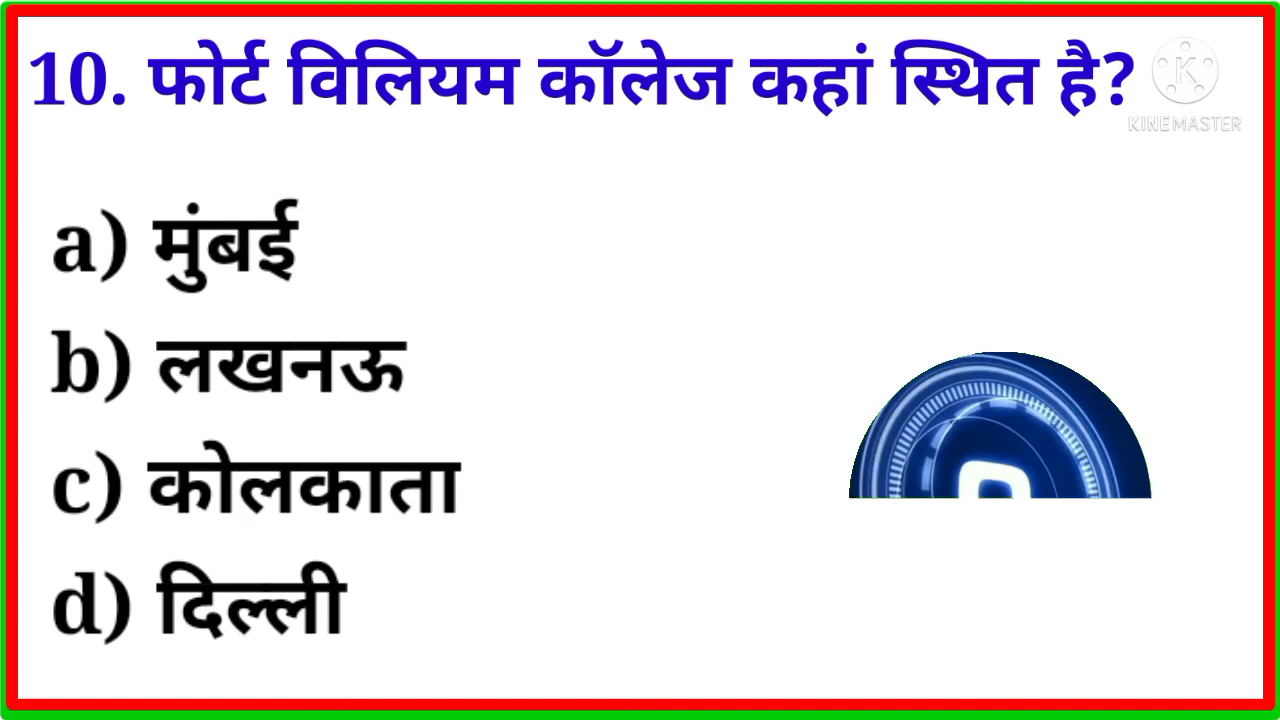 10. फोर्ट विलियम कॉलेज कहां स्थित है?
KINEMASTER
a) मुंबई
b) लखनऊ
c) कोलकाता
d) दिल्ली